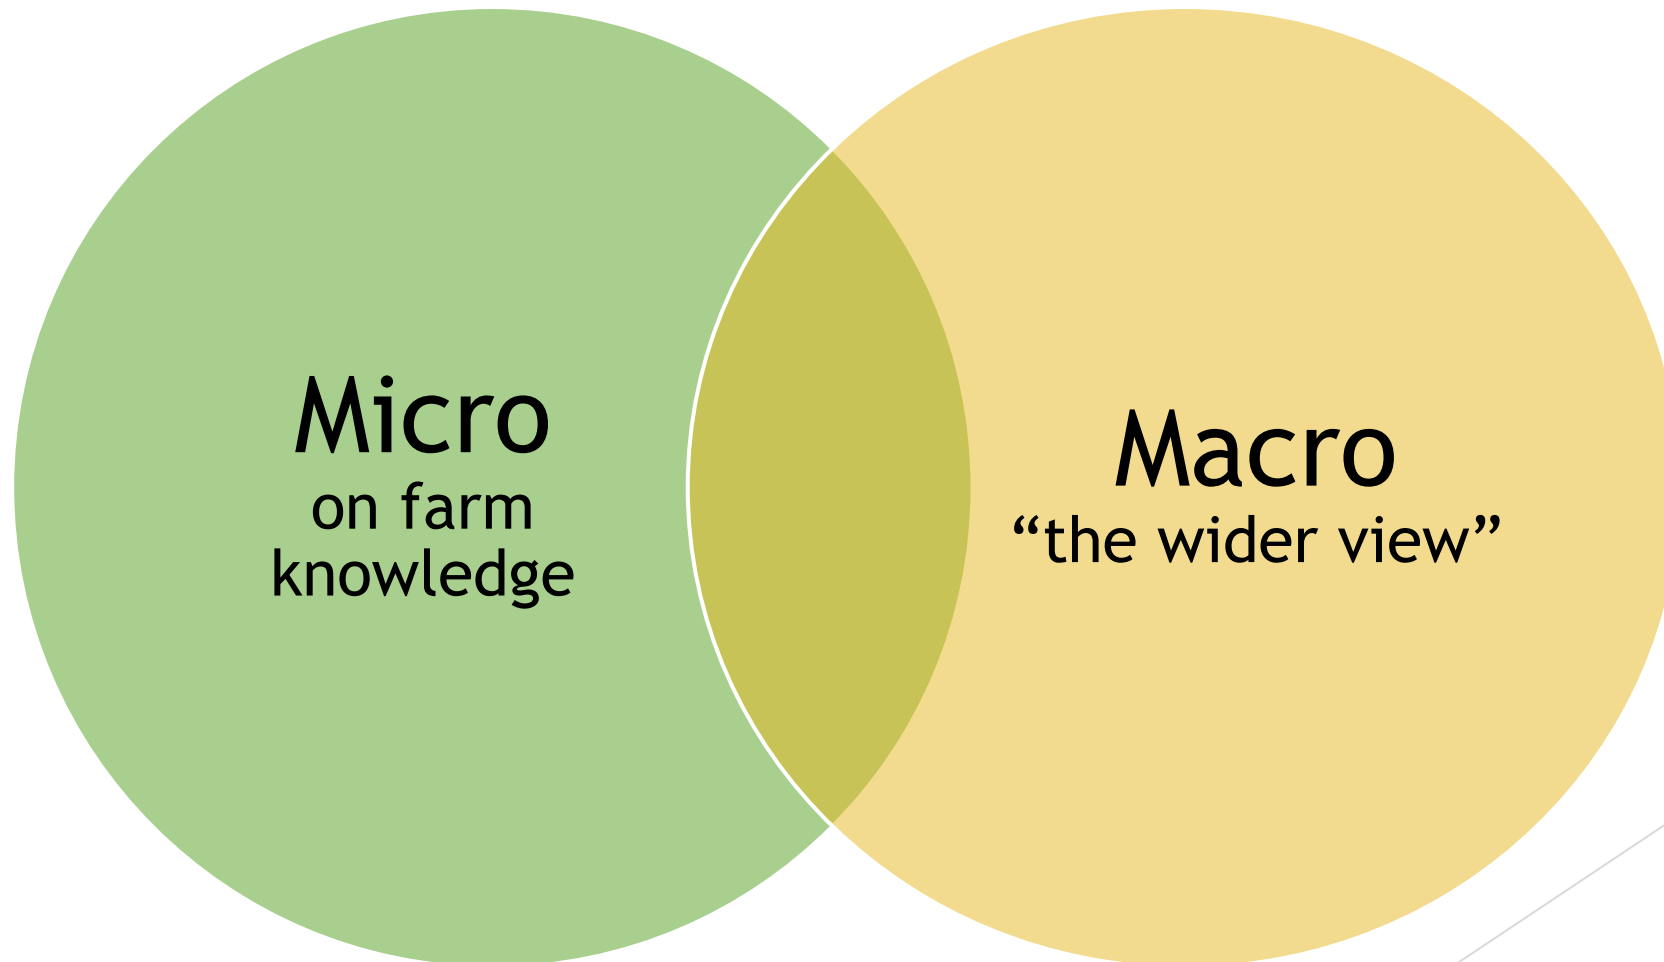 Micro
on farm
knowledge
Macro
“the wider view”